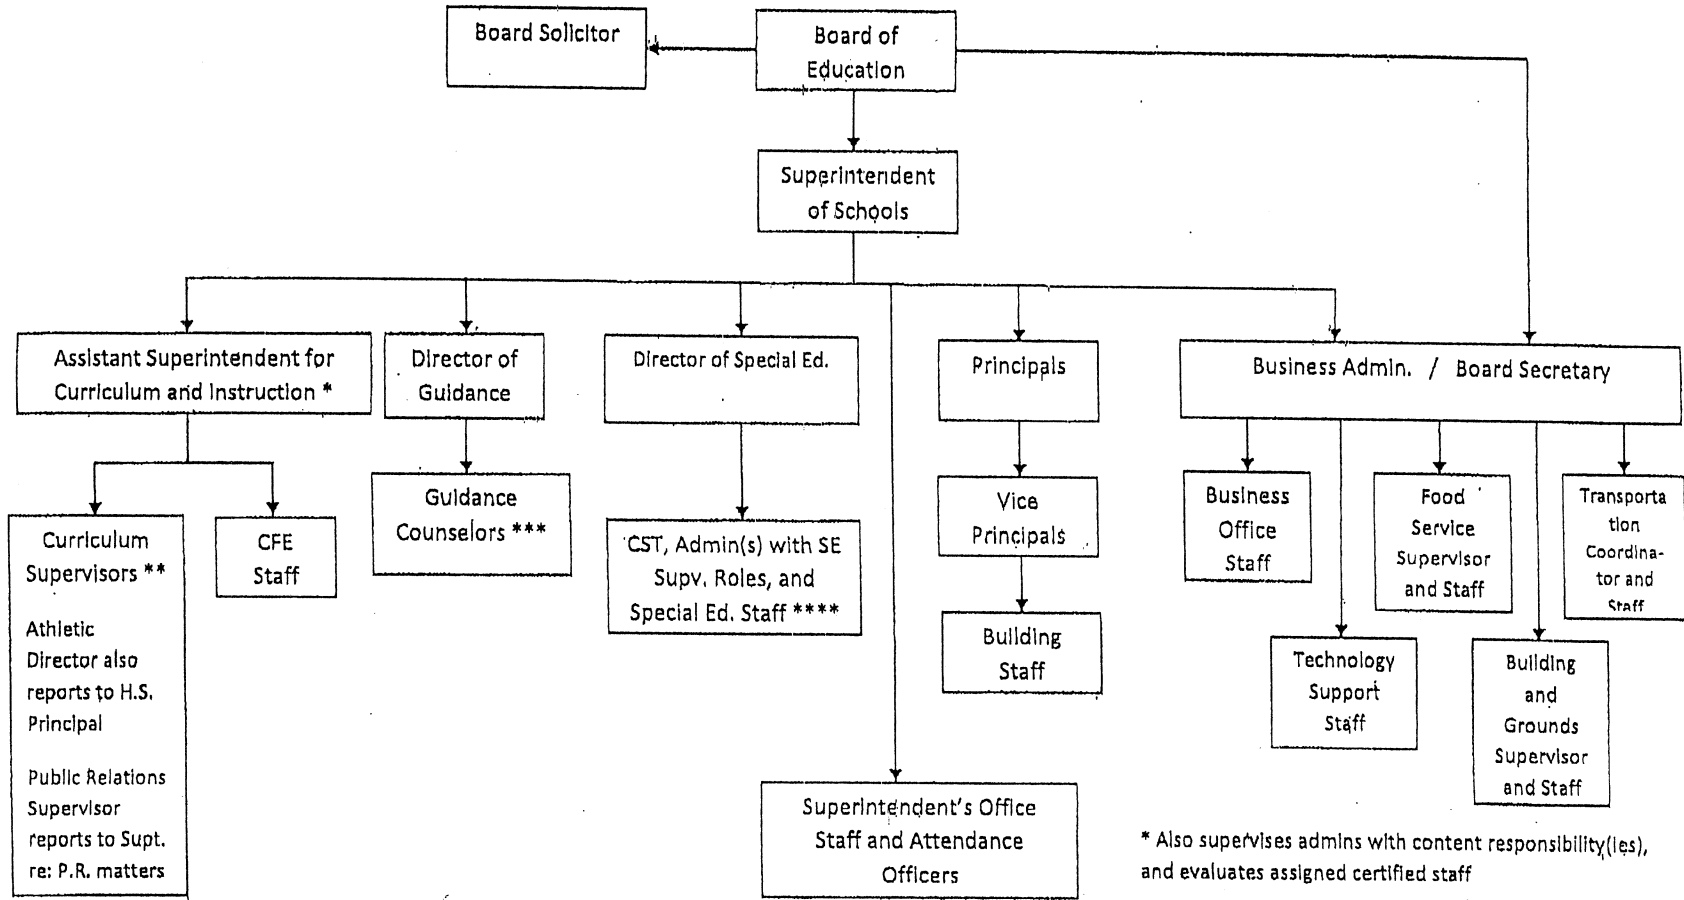 Board Solicitor
Board of
Education
Superintendent
of Schools
Assistant Superintendent for
Curriculum and Instruction *
Director of
Guidance
Director of Special Ed.
Principals
Business Admin. / Board Secretary
Curriculum
Supervisors **
Athletic
Director also
reports to H.S.
Principal
Public Relations
Supervisor
reports to Supt.
re: P.R. matters
CFE
Staff
Guidance
Counselors ***
CST, Admin(s) with SE
Supv. Roles, and
Special Ed. Staff ****
Vice
Principals
Building
Staff
Business
Office
Staff
Food
Service
Supervisor
and Staff
Transporta
tion
Coordina-
tor and
Staff
Technology
Support
Staff
Building
and
Grounds
Supervisor
and Staff
Superintendent's Office
Staff and Attendance
Officers
* Also supervises admins with content responsibility(ies),
and evaluates assigned certified staff